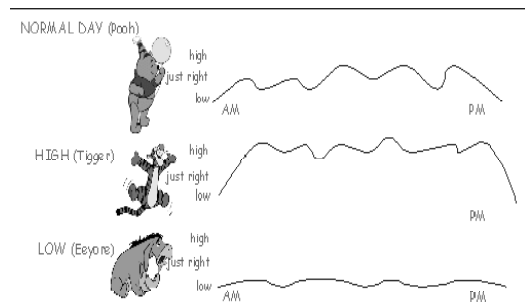 NORMAL DAY (Pooh)
high
just right
low
AM
PM
HIGH (Tigger)
high
just right
low
PM
LOW (Eeyore)
high
just right
low
AM
PM